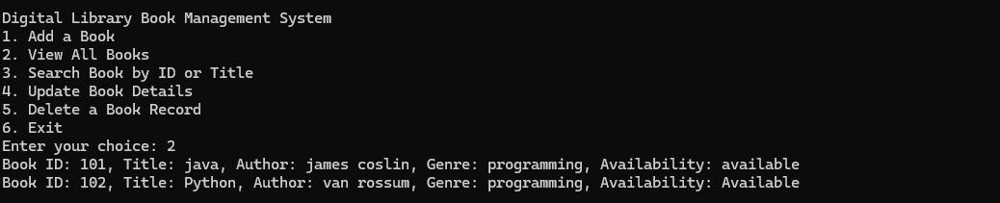 Digital Library Book Management System
1. Add a Book
2. View All Books
3. Search Book by ID or Title
4. Update Book Details
5. Delete a Book Record
6. Exit
Enter your choice: 2
Book ID: 101, Title: java, Author: james coslin, Genre: programming, Availability: available
Book ID: 102, Title: Python, Author: van rossum, Genre: programming, Availability: Available